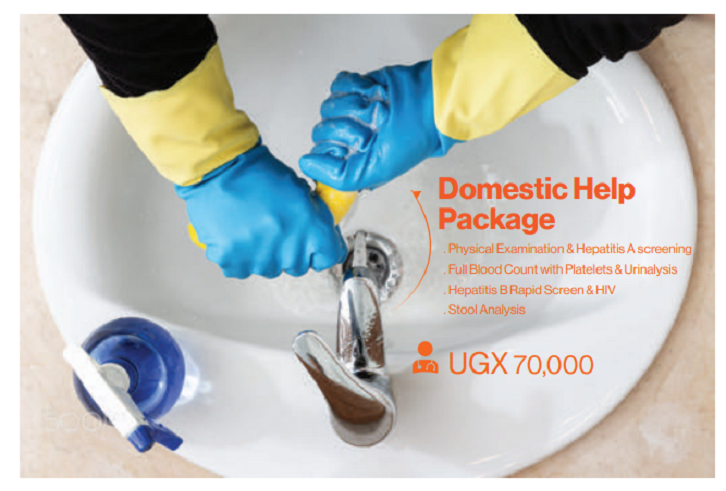 Domestic Help
Package
. Physical Examination & Hepatitis A screening
. Full Blood Count with Platelets & Urinalysis
. Hepatitis B Rapid Screen & HIV
. Stool Analysis
UGX 70,000